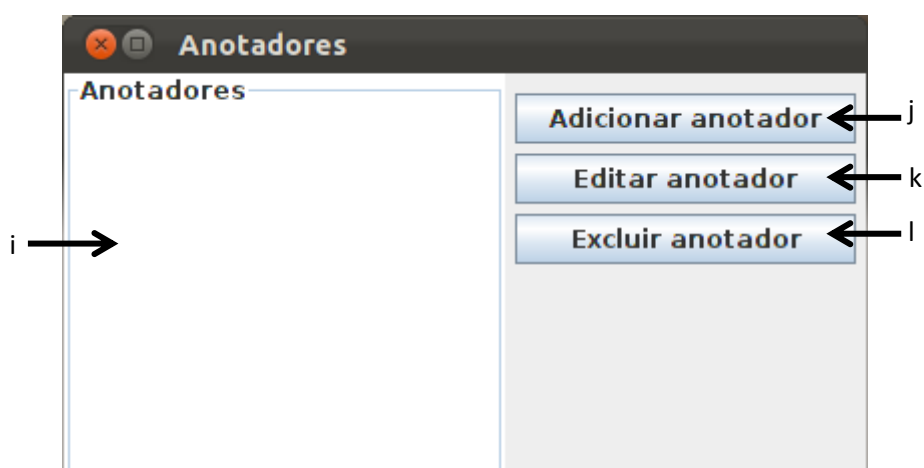 Anotadores
Anotadores
Adicionar anotador
j
Editar anotador
k
Excluir anotador
l
i